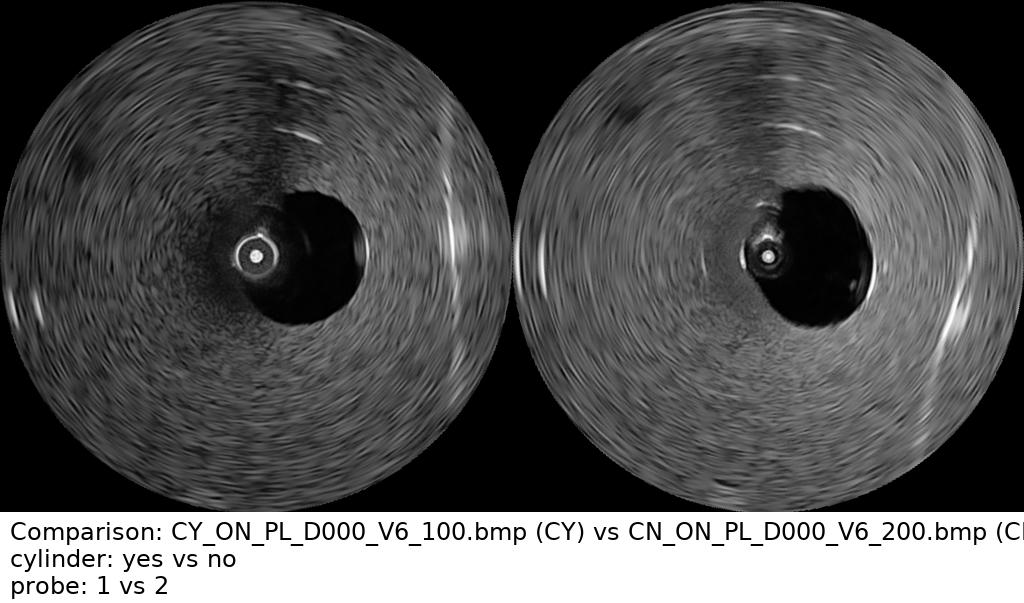 Comparison: CY_ON_PL_D000_V6_100.bmp (CY) vs CN_ON_PL_D000_V6_200.bmp
cylinder: yes vs no
probe: 1 vs 2